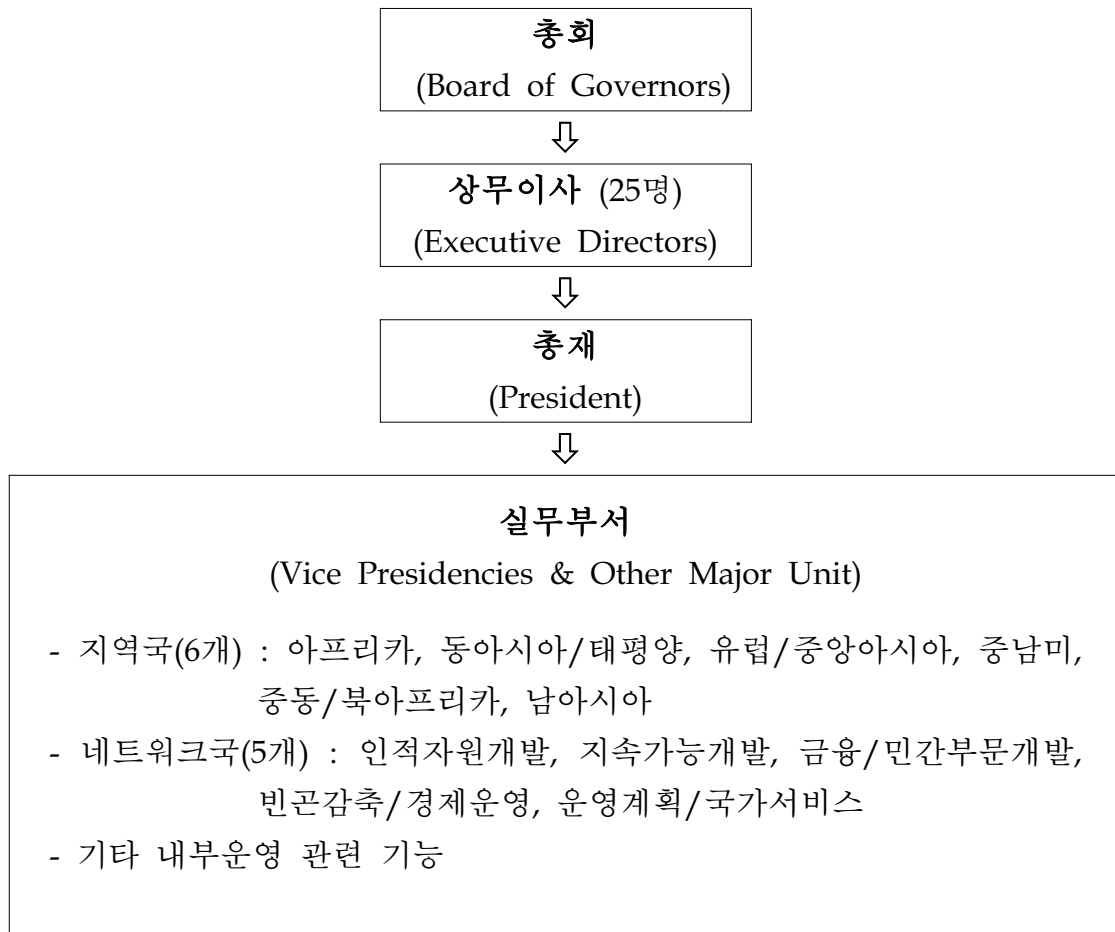 총회
(Board of Governors)
⇩
상무이사 (25명)
(Executive Directors)
⇩
총재
(President)
⇩
실무부서
(Vice Presidencies & Other Major Unit)
- 지역국(6개) : 아프리카, 동아시아/태평양, 유럽/중앙아시아, 중남미,
중동/북아프리카, 남아시아
- 네트워크국(5개) : 인적자원개발, 지속가능개발, 금융/민간부문개발,
빈곤감축/경제운영, 운영계획/국가서비스
- 기타 내부운영 관련 기능